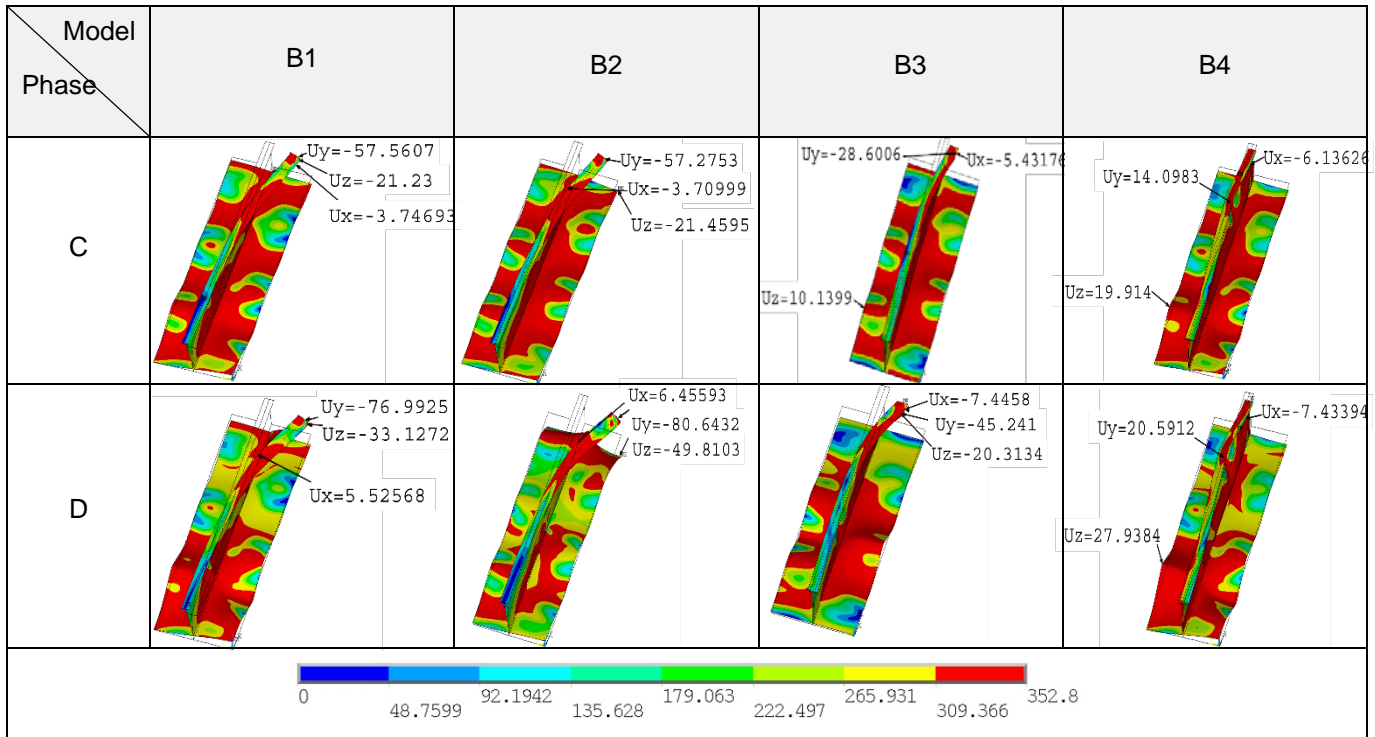 Model
Phase
B1
B2
B3
B4
C
Uy=-57.5607
Uz=-21.23
Ux=-3.74693
Uy=-57.2753
Ux=-3.70999
Uz=-21.4595
Uy=-28.6006
Ux=-5.43176
Uz=10.1399
Ux=-6.13626
Uy=14.0983
Uz=19.914
D
Uy=-76.9925
Uz=-33.1272
Ux=5.52568
Ux=6.45593
Uy=-80.6432
Uz=-49.8103
Ux=-7.4458
Uy=-45.241
Uz=-20.3134
Ux=-7.43394
Uy=20.5912
Uz=27.9384
0 92.1942 179.063 265.931 352.8
48.7599 135.628 222.497 309.366